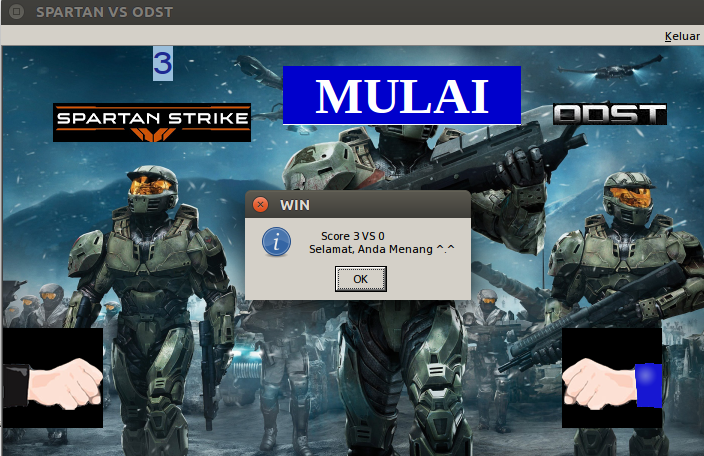 SPARTAN VS ODST
Keluar
3
MULAI
SPARTAN STRIKE
ODST
WIN
Score 3 VS 0
Selamat, Anda Menang ^.^
OK